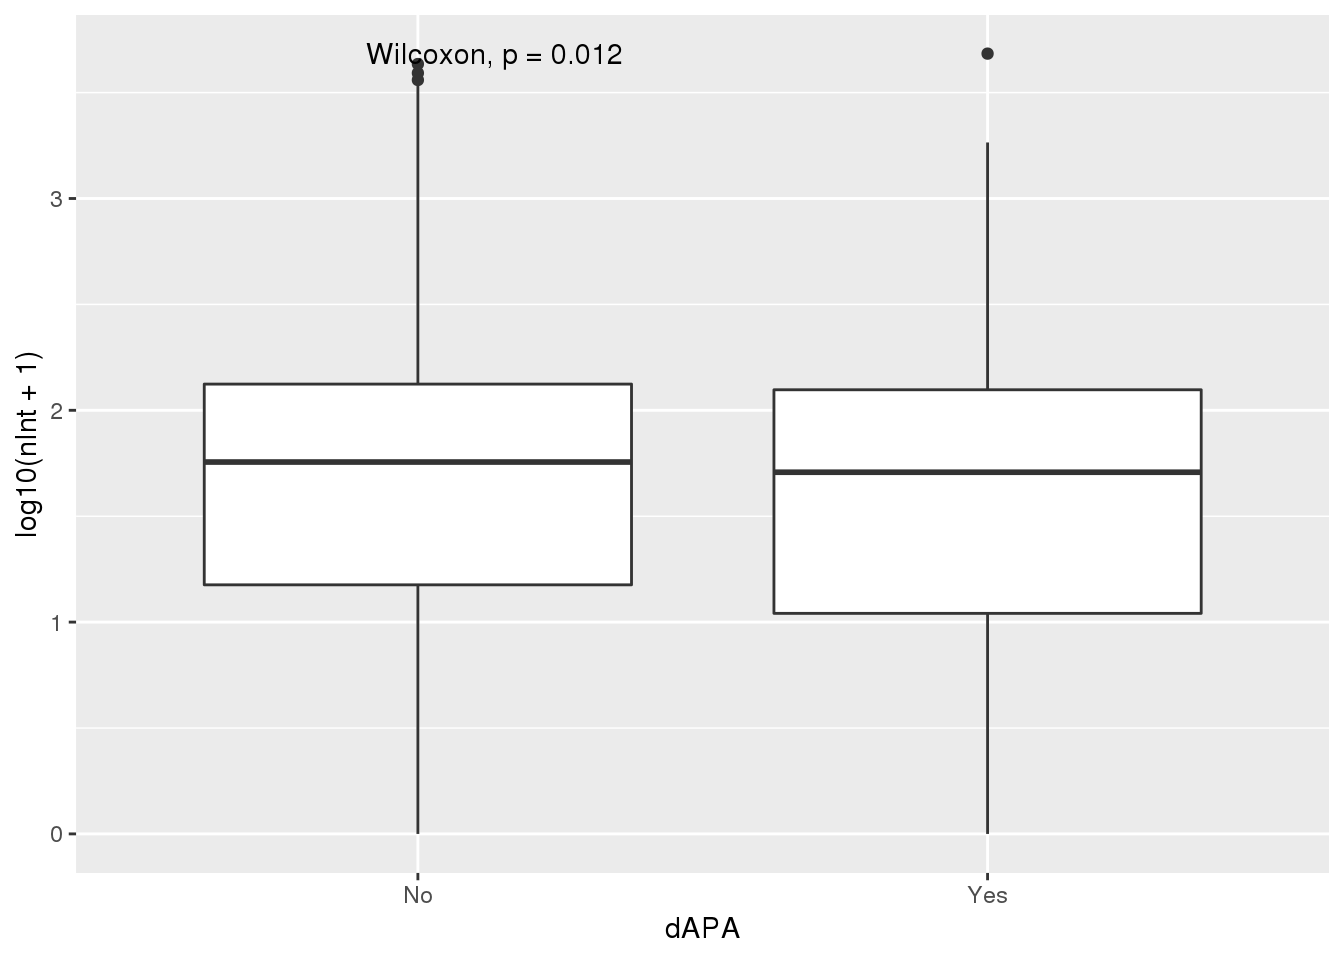 Wilcoxon, p = 0.012
3
2
1
0
log10(nInt + 1)
No
Yes
dAPA